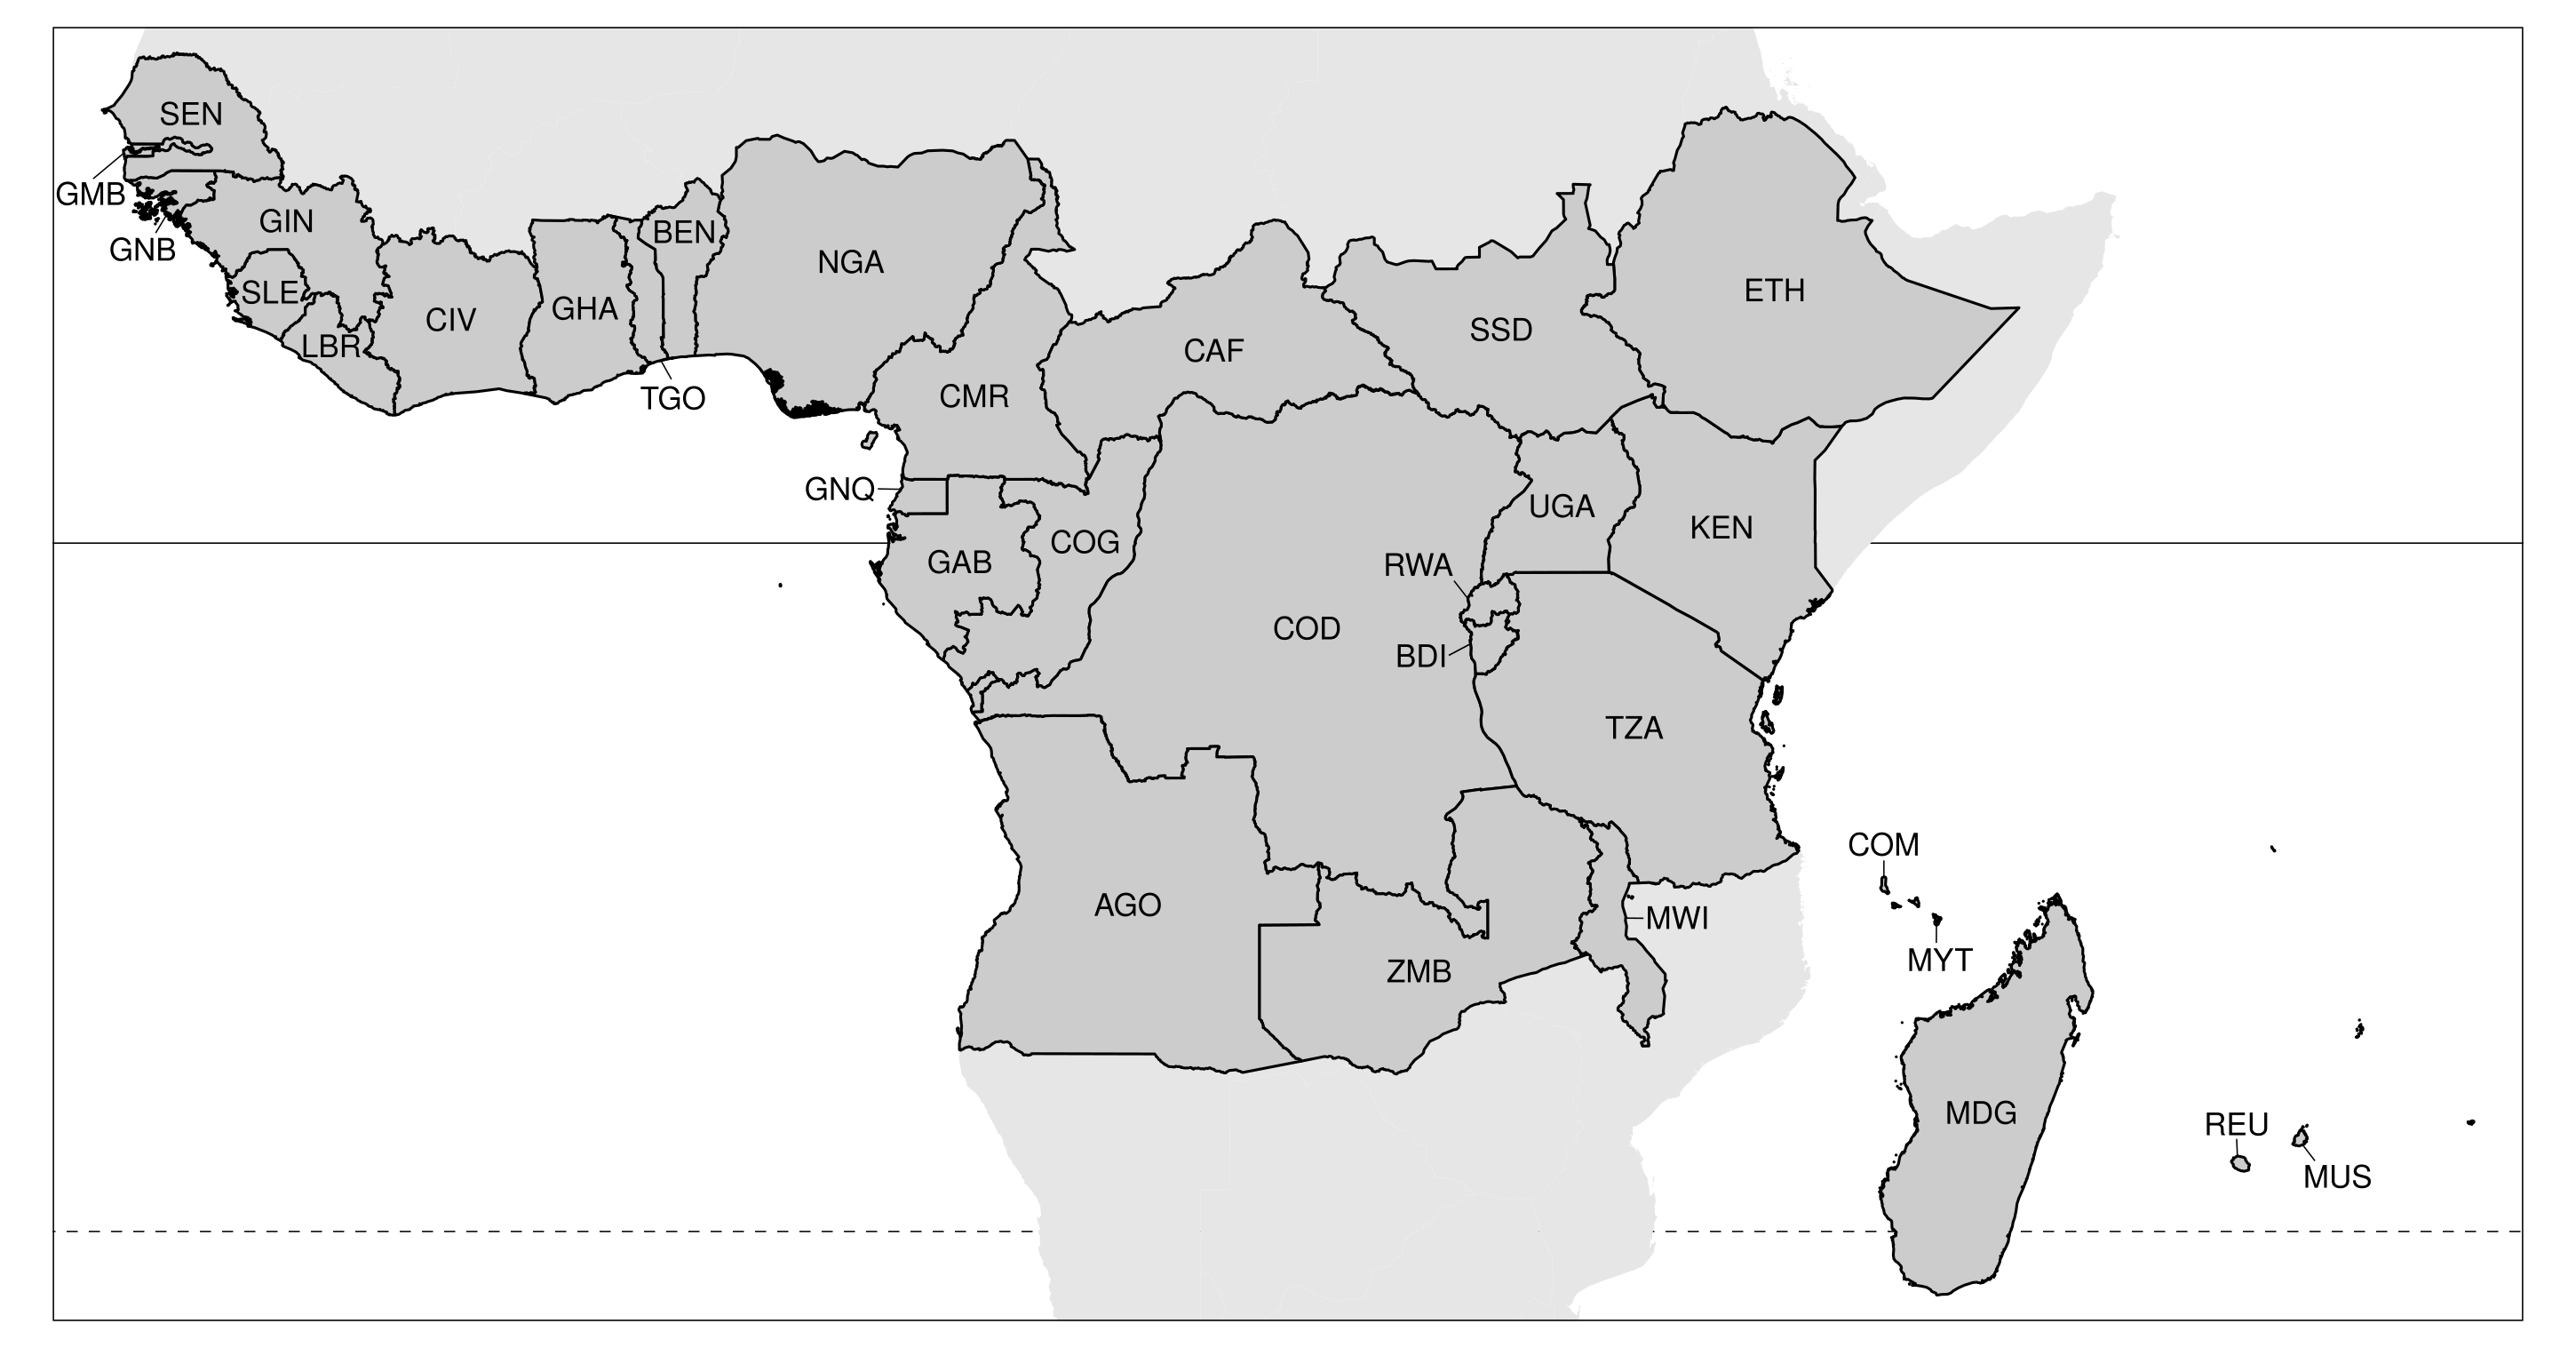 SEN
GMB
GNB
GIN
SLE
LBR
CIV
GHA
BEN
TGO
NGA
CMR
CAF
SSD
ETH
GNQ
GAB
COG
COD
UGA
KEN
RWA
BDI
TZA
AGO
ZMB
MWI
COM
MYT
MDG
REU
MUS